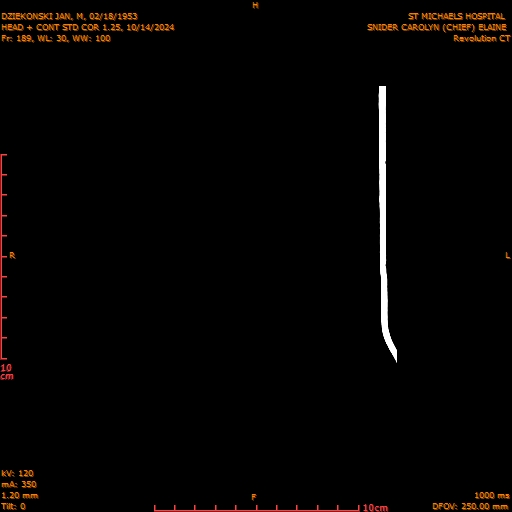 H
DZIEKONSKI JAN, M, 02/18/1953
HEAD + CONT STD COR 1.25, 10/14/2024
Fr: 189, WL: 30, WW: 100
ST MICHAELS HOSPITAL
SNIDER CAROLYN (CHIEF) ELAINE
Revolution CT
R
L
10
cm
kV: 120
mA: 350
1.20 mm
Tilt: 0
F
10cm
1000 ms
DFOV: 250.00 mm